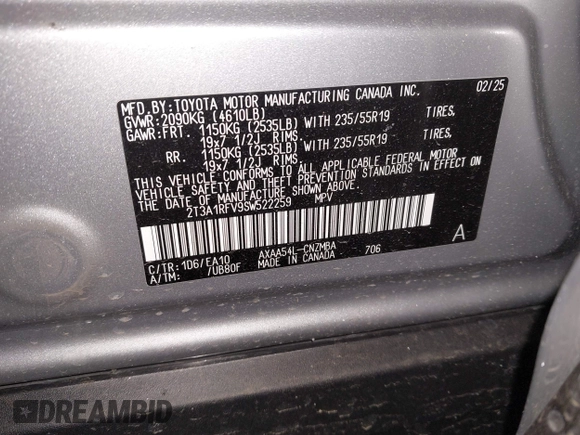 MFD.BY:TOYOTA MOTOR MANUFACTURING CANADA INC. 02/25
GVWR:2090KG (4610LB)
GAWR:FRT. 1150KG (2535LB) WITH 235/55R19 TIRES,
19x7 1/2J RIMS.
RR. 1150KG (2535LB) WITH 235/55R19 TIRES,
19x7 1/2J RIMS.
THIS VEHICLE CONFORMS TO ALL APPLICABLE FEDERAL MOTOR
VEHICLE SAFETY AND THEFT PREVENTION STANDARDS IN EFFECT ON
THE DATE OF MANUFACTURE SHOWN ABOVE.
2T3A1RFV9SW522259 MPV
C/TR:1D6/EA10 AXAA54L-CNZMBA 706 A
A/TM: /UB80F MADE IN CANADA
DREAMBID